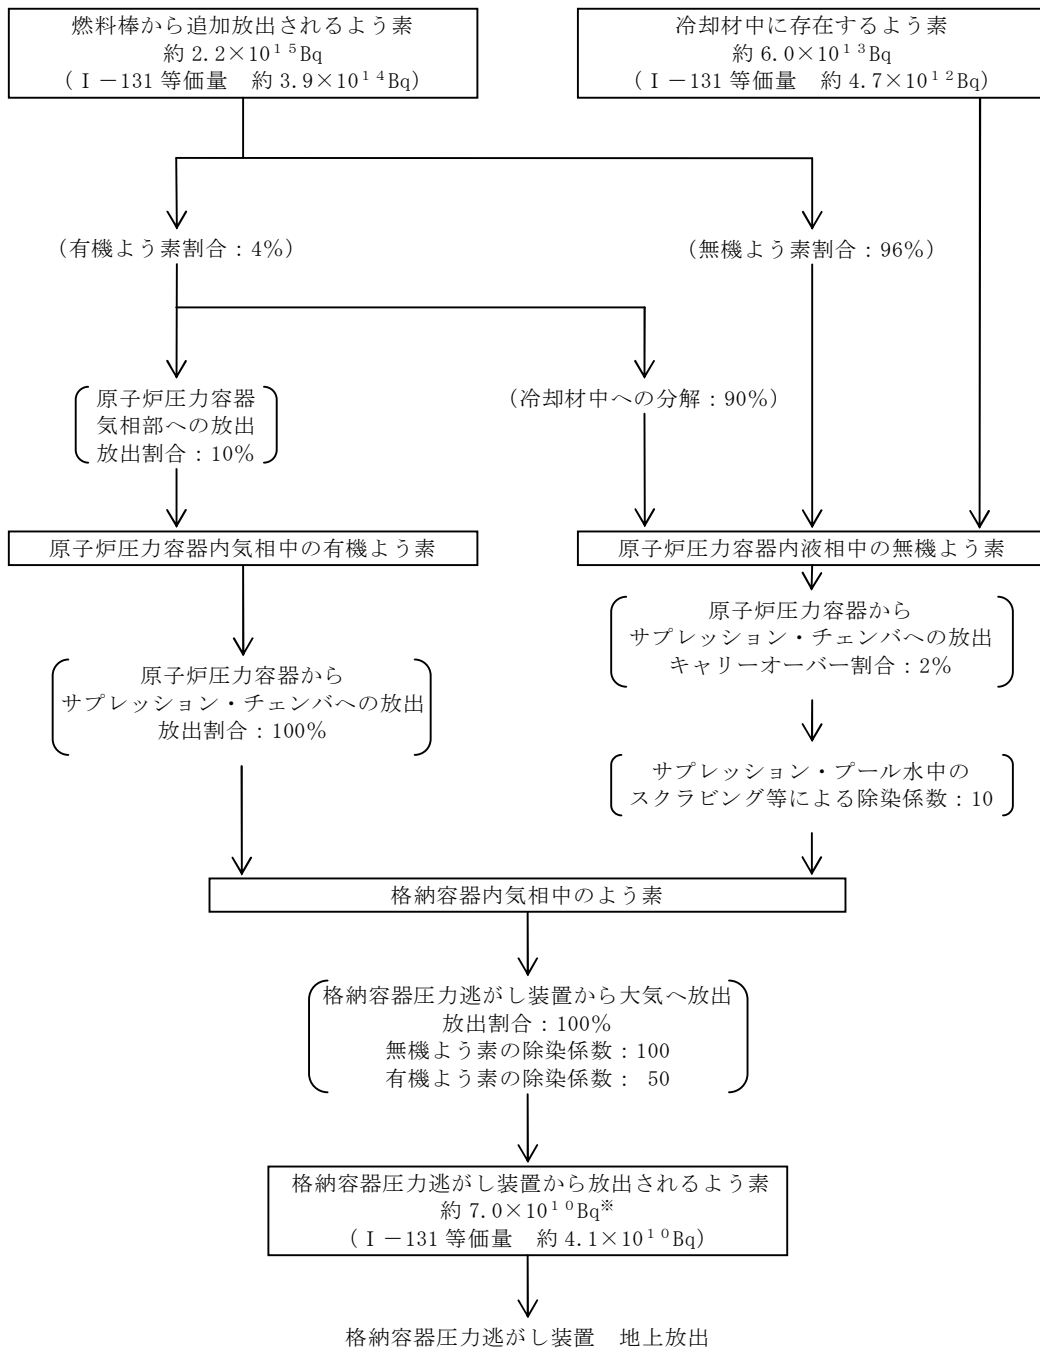 燃料棒から追加放出されるよう素
約 2.2×10¹⁵Bq
(Ⅰ－131 等価量　約 3.9×10¹⁴Bq)
冷却材中に存在するよう素
約 6.0×10¹³Bq
(Ⅰ－131 等価量　約 4.7×10¹²Bq)
(有機よう素割合：4%)
(無機よう素割合：96%)
原子炉圧力容器
気相部への放出
放出割合：10%
(冷却材中への分解：90%)
原子炉圧力容器内気相中の有機よう素
原子炉圧力容器内液相中の無機よう素
原子炉圧力容器から
サプレッション・チェンバへの放出
放出割合：100%
原子炉圧力容器から
サプレッション・チェンバへの放出
キャリーオーバー割合：2%
サプレッション・プール水中の
スクラビング等による除染係数：10
格納容器内気相中のよう素
格納容器圧力逃がし装置から大気へ放出
放出割合：100%
無機よう素の除染係数：100
有機よう素の除染係数： 50
格納容器圧力逃がし装置から放出されるよう素
約 7.0×10¹⁰Bq※
(Ⅰ－131 等価量　約 4.1×10¹⁰Bq)
格納容器圧力逃がし装置　地上放出